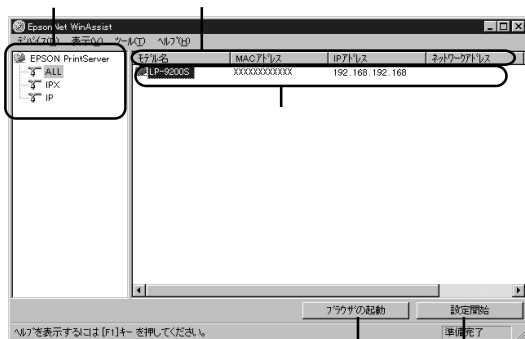 EpsonNet WinAssist
ﾃﾞﾊﾞｲｽ(D) 表示(V) ﾂｰﾙ(T) ﾍﾙﾌﾟ(H)
EPSON PrintServer
ALL
IPX
IP
ﾓﾃﾞﾙ名 MACｱﾄﾞﾚｽ IPｱﾄﾞﾚｽ ﾈｯﾄﾜｰｸｱﾄﾞﾚｽ
LP-9200S XXXXXXXXXXXX 192.168.192.168
ﾌﾞﾗｳｻﾞの起動 設定開始
ﾍﾙﾌﾟを表示するには [F1]ｷｰ を押してください。 準備完了